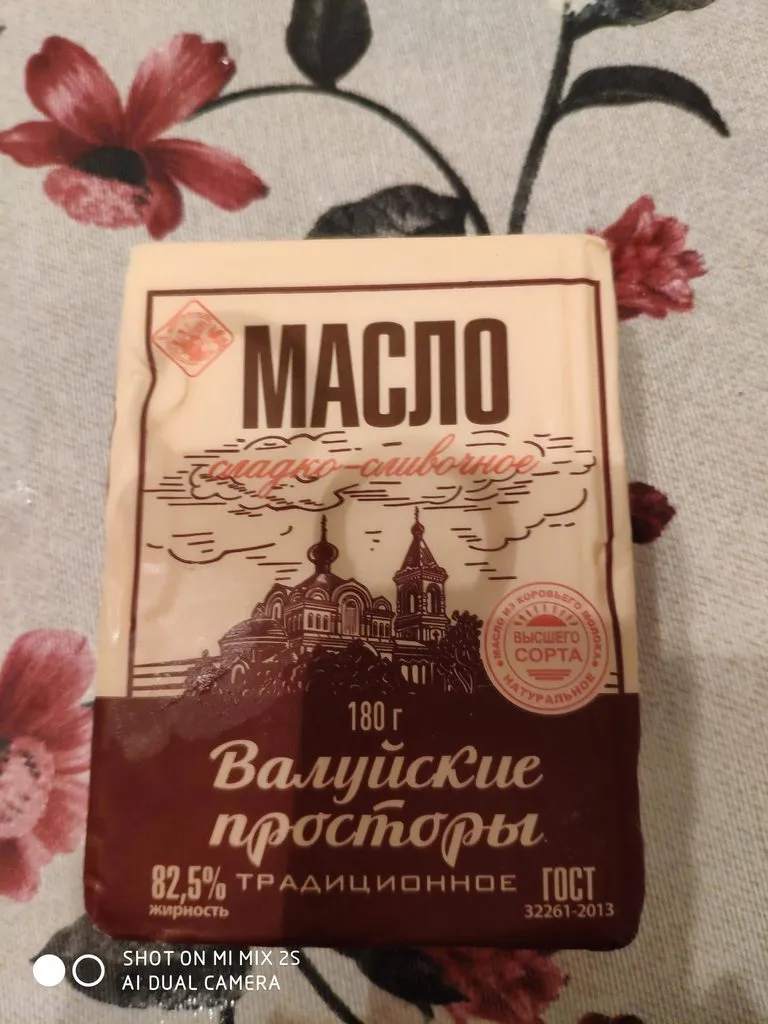 МАСЛО
сладко-сливочное
МАСЛО ИЗ КОРОВЬЕГО МОЛОКА
ВЫСШЕГО
СОРТА
НАТУРАЛЬНОЕ
180 г
Валуйские
просторы
ТРАДИЦИОННОЕ
82,5%
жирность
ГОСТ
32261-2013
SHOT ON MI MIX 2S
AI DUAL CAMERA